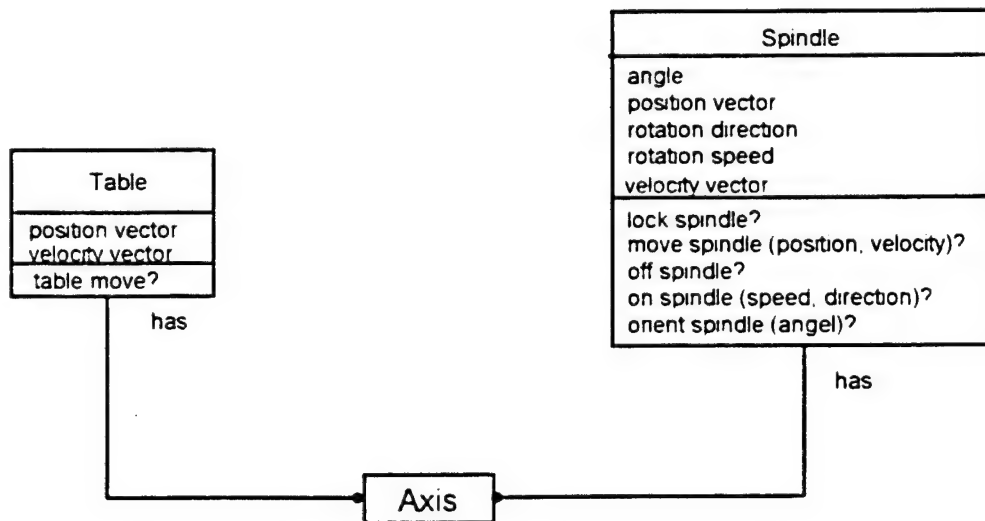 Spindle
angle
position vector
rotation direction
rotation speed
velocity vector
lock spindle?
move spindle (position, velocity)?
off spindle?
on spindle (speed, direction)?
orient spindle (angel)?
has
Table
position vector
velocity vector
table move?
has
Axis